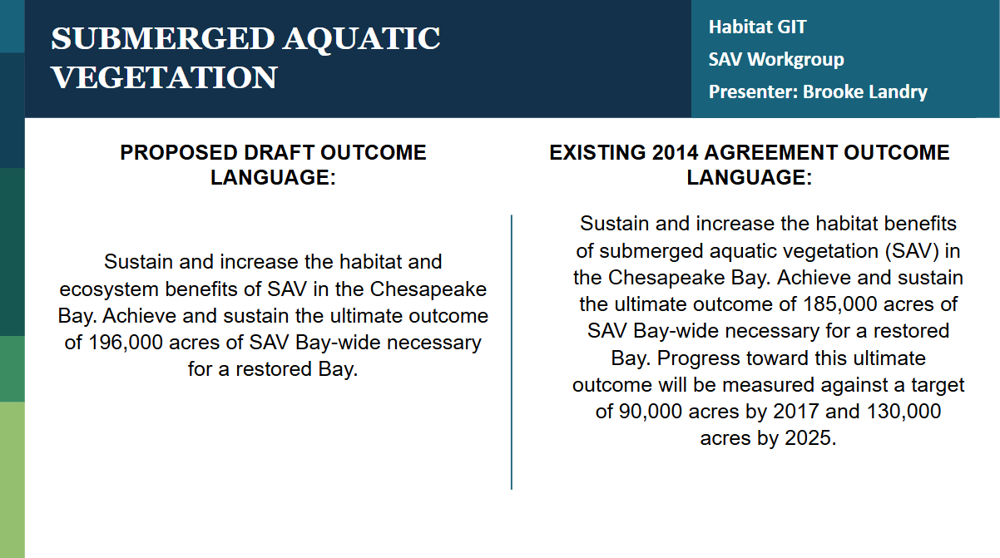 SUBMERGED AQUATIC
VEGETATION
Habitat GIT
SAV Workgroup
Presenter: Brooke Landry
PROPOSED DRAFT OUTCOME
LANGUAGE:
Sustain and increase the habitat and
ecosystem benefits of SAV in the Chesapeake
Bay. Achieve and sustain the ultimate outcome
of 196,000 acres of SAV Bay-wide necessary
for a restored Bay.
EXISTING 2014 AGREEMENT OUTCOME
LANGUAGE:
Sustain and increase the habitat benefits
of submerged aquatic vegetation (SAV) in
the Chesapeake Bay. Achieve and sustain
the ultimate outcome of 185,000 acres of
SAV Bay-wide necessary for a restored
Bay. Progress toward this ultimate
outcome will be measured against a target
of 90,000 acres by 2017 and 130,000
acres by 2025.